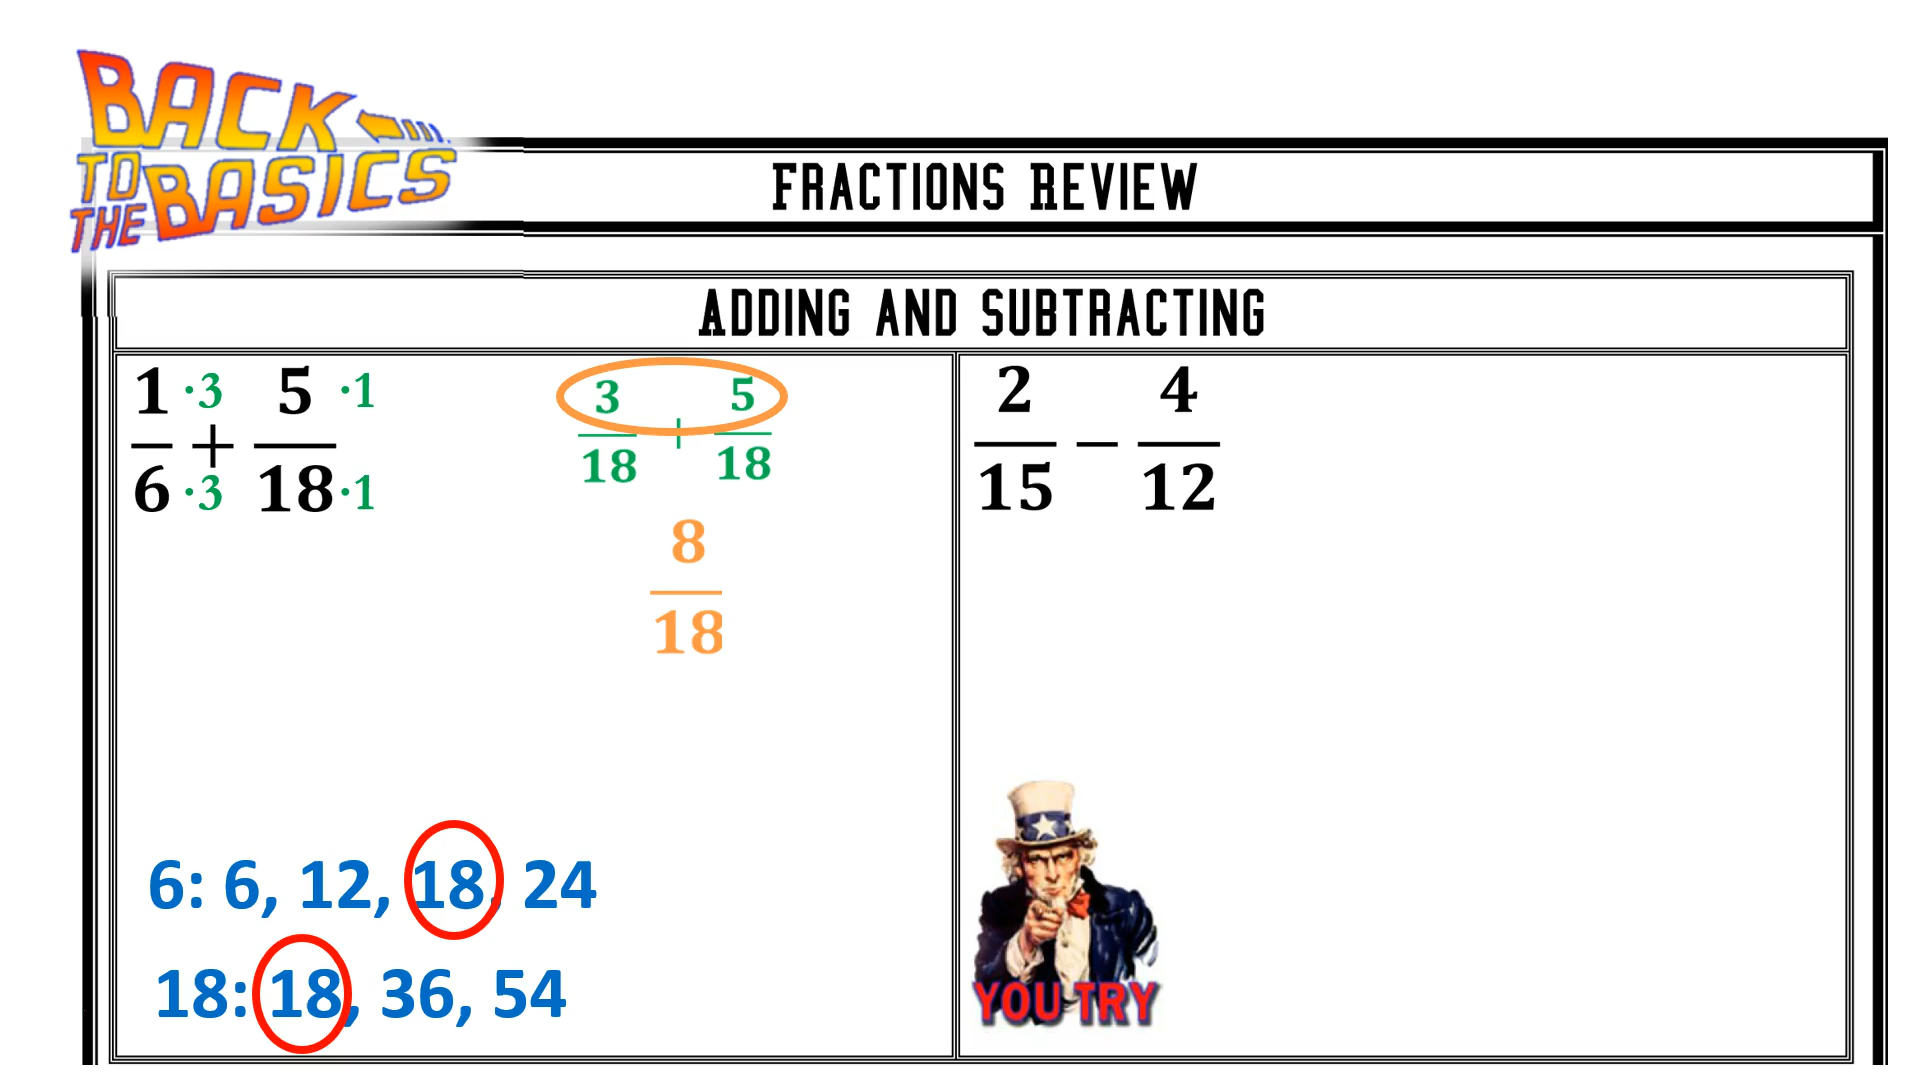 BACK
TO
THE BASICS
FRACTIONS REVIEW
ADDING AND SUBTRACTING
1 ·3 5 ·1
+
6 ·3 18 ·1
3 5
+
18 18
8
18
6: 6, 12, 18, 24
18: 18, 36, 54
2 4
−
15 12
YOU TRY